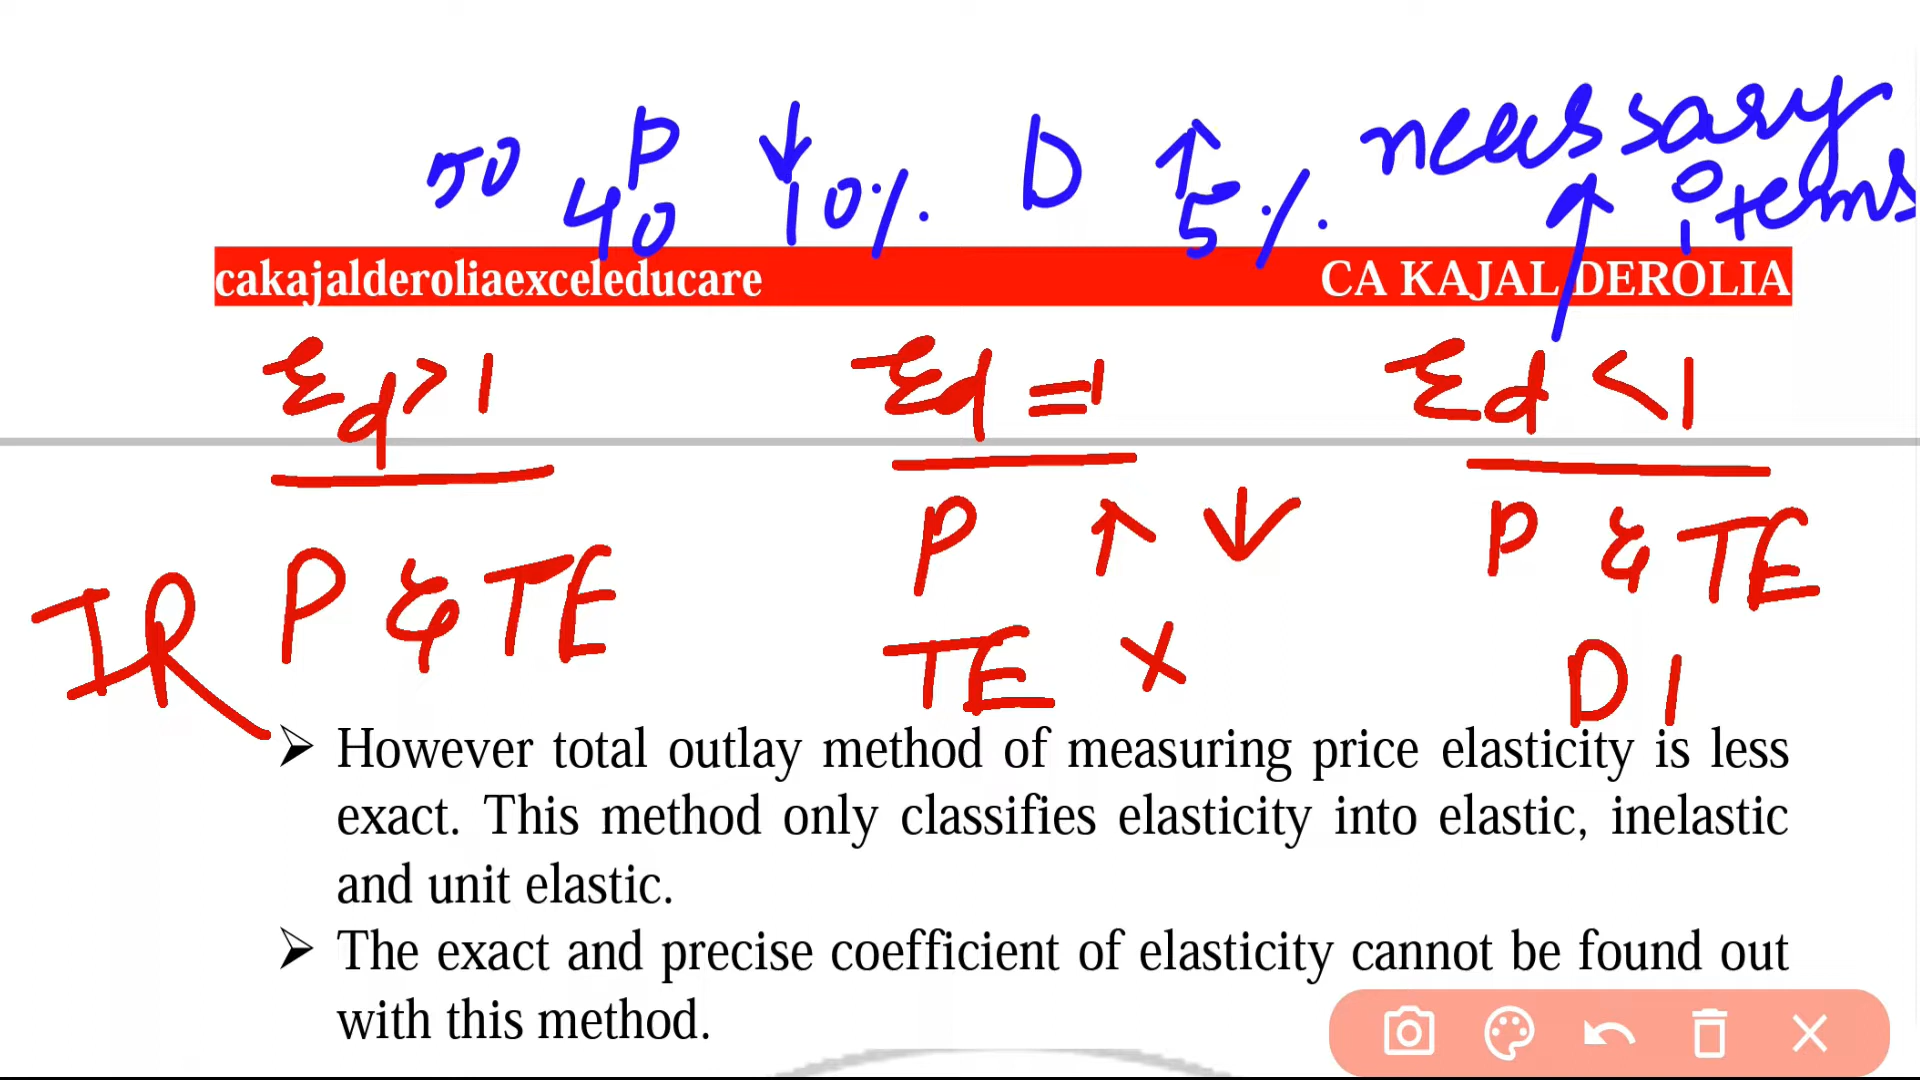 50 P ↓ D ↑ necessary
40 10%. 5%. items
cakajalderoliaexceleducare CA KAJAL DEROLIA
Ed > 1 Ed = 1 Ed < 1
P ↑ ↓ P & TE
IR P & TE TE × DI
➢ However total outlay method of measuring price elasticity is less
exact. This method only classifies elasticity into elastic, inelastic
and unit elastic.
➢ The exact and precise coefficient of elasticity cannot be found out
with this method.